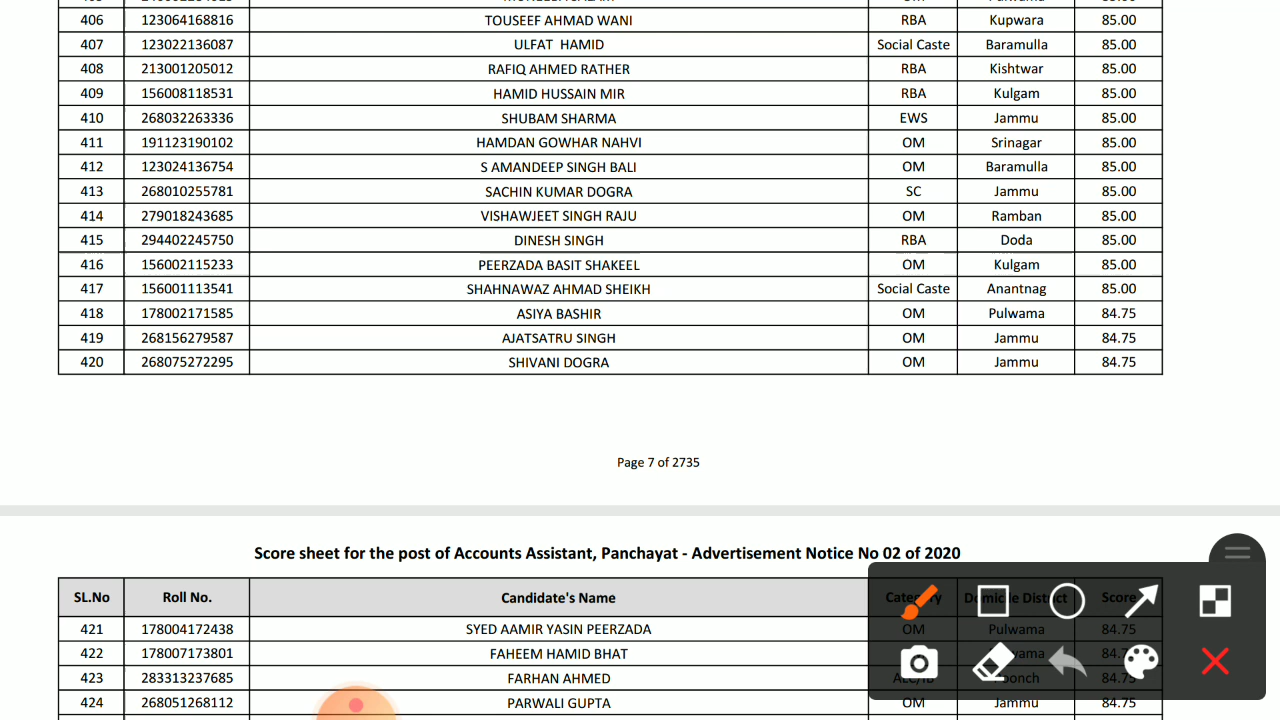 406 123064168816 TOUSEEF AHMAD WANI RBA Kupwara 85.00
407 123022136087 ULFAT HAMID Social Caste Baramulla 85.00
408 213001205012 RAFIQ AHMED RATHER RBA Kishtwar 85.00
409 156008118531 HAMID HUSSAIN MIR RBA Kulgam 85.00
410 268032263336 SHUBAM SHARMA EWS Jammu 85.00
411 191123190102 HAMDAN GOWHAR NAHVI OM Srinagar 85.00
412 123024136754 S AMANDEEP SINGH BALI OM Baramulla 85.00
413 268010255781 SACHIN KUMAR DOGRA SC Jammu 85.00
414 279018243685 VISHAWJEET SINGH RAJU OM Ramban 85.00
415 294402245750 DINESH SINGH RBA Doda 85.00
416 156002115233 PEERZADA BASIT SHAKEEL OM Kulgam 85.00
417 156001113541 SHAHNAWAZ AHMAD SHEIKH Social Caste Anantnag 85.00
418 178002171585 ASIYA BASHIR OM Pulwama 84.75
419 268156279587 AJATSATRU SINGH OM Jammu 84.75
420 268075272295 SHIVANI DOGRA OM Jammu 84.75
Page 7 of 2735
Score sheet for the post of Accounts Assistant, Panchayat - Advertisement Notice No 02 of 2020
SL.No Roll No. Candidate's Name District Score
421 178004172438 SYED AAMIR YASIN PEERZADA OM Pulwama 84.75
422 178007173801 FAHEEM HAMID BHAT
423 283313237685 FARHAN AHMED 84.75
424 268051268112 PARWALI GUPTA OM Jammu 84.75